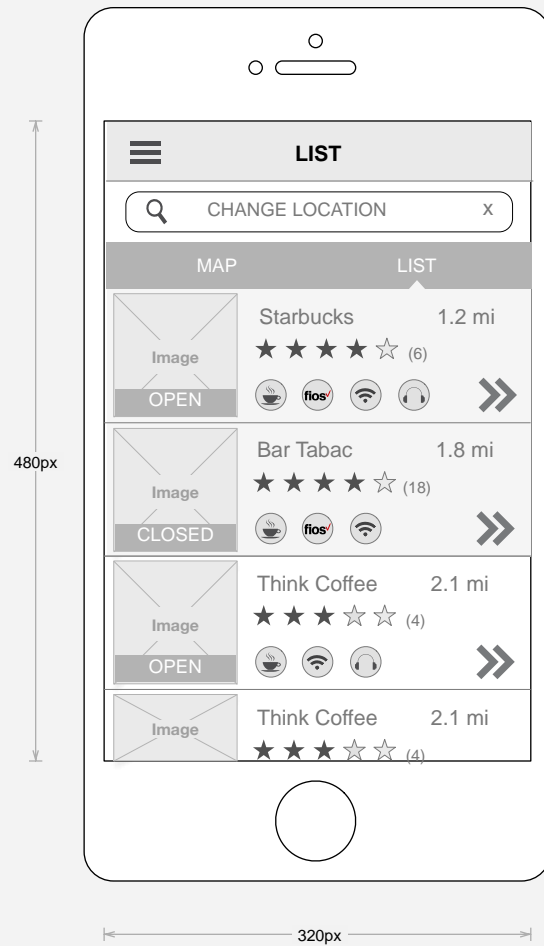 LIST
CHANGE LOCATION x
MAP LIST
Starbucks 1.2 mi
Image
(6)
OPEN
fios
Bar Tabac 1.8 mi
480px
Image
(18)
CLOSED
fios
Think Coffee 2.1 mi
Image
(4)
OPEN
Think Coffee 2.1 mi
Image
(4)
320px